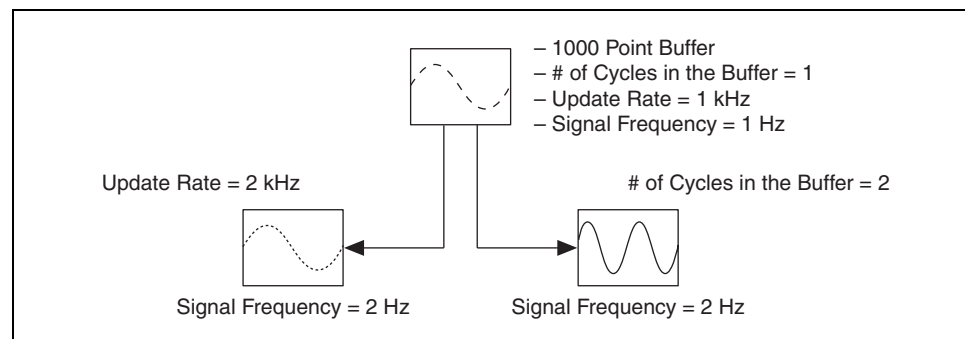 – 1000 Point Buffer
– # of Cycles in the Buffer = 1
– Update Rate = 1 kHz
– Signal Frequency = 1 Hz
Update Rate = 2 kHz
# of Cycles in the Buffer = 2
Signal Frequency = 2 Hz
Signal Frequency = 2 Hz